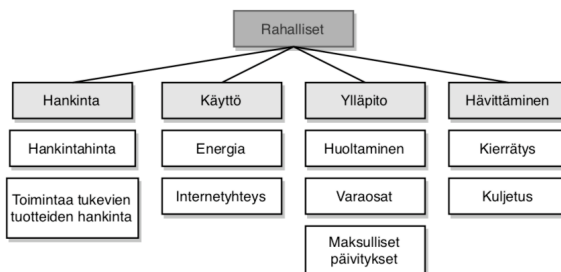 Rahalliset
Hankinta
Käyttö
Ylläpito
Hävittäminen
Hankintahinta
Energia
Huoltaminen
Kierrätys
Toimintaa tukevien
tuotteiden hankinta
Internetyhteys
Varaosat
Kuljetus
Maksulliset
päivitykset